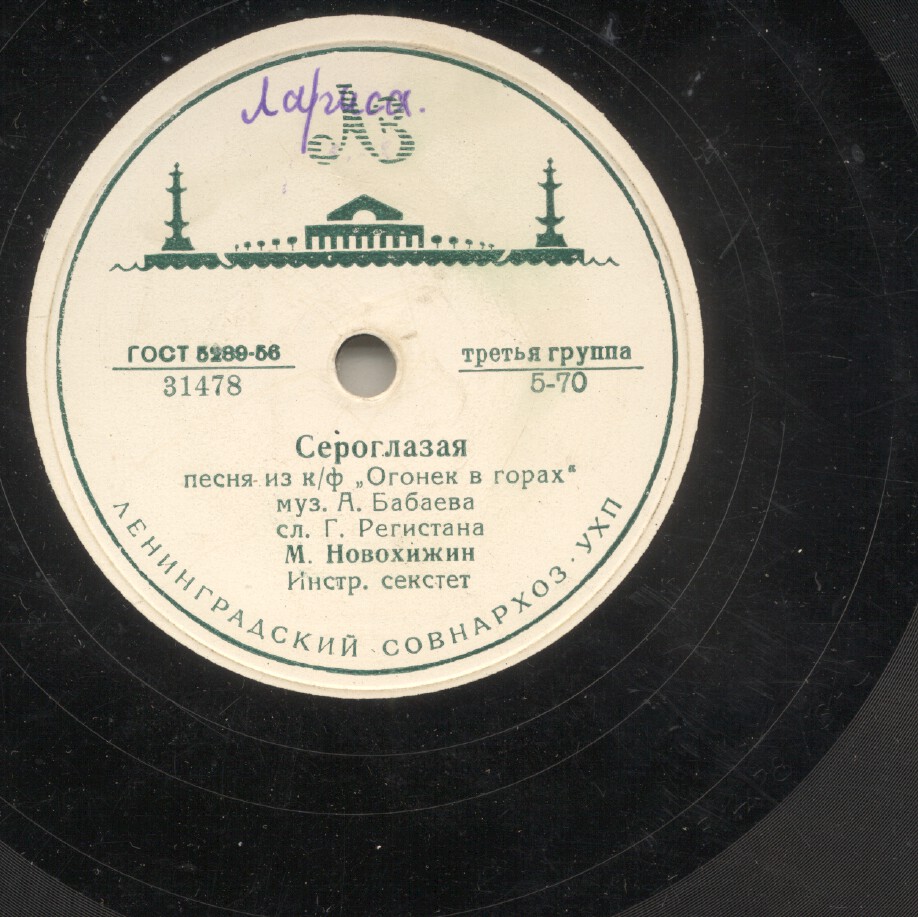 Лариса.
ЛЗ
ГОСТ 5289-56
31478
третья группа
5-70
Сероглазая
песня из к/ф „Огонек в горах"
муз. А. Бабаева
сл. Г. Регистана
М. Новохижин
Инстр. секстет
ЛЕНИНГРАДСКИЙ СОВНАРХОЗ. УХП